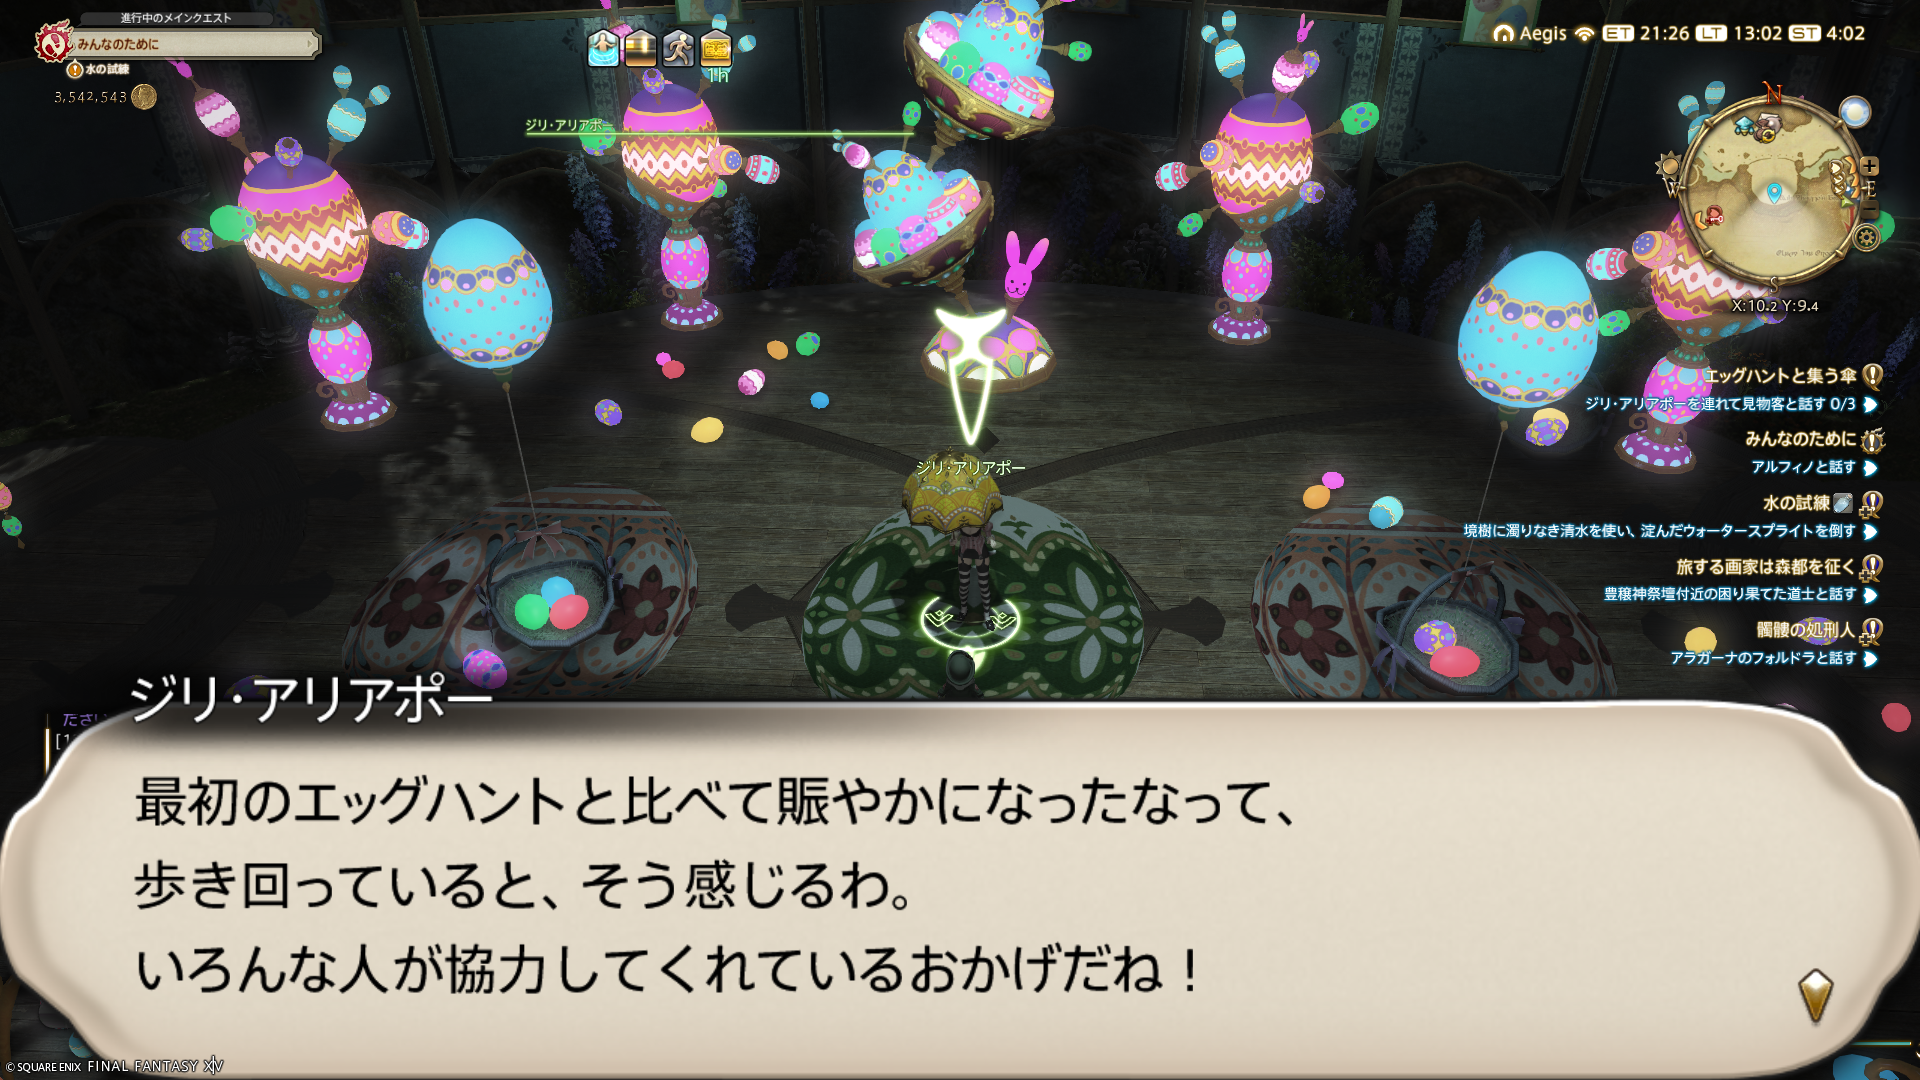 進行中のメインクエスト
みんなのために
水の試練
3,542,543
1h
Aegis ET 21:26 LT 13:02 ST 4:02
N
W
E
S
X:10.2 Y:9.4
ジリ・アリアポー
エッグハントと集う傘
ジリ・アリアポーを連れて見物客と話す 0/3
みんなのために
アルフィノと話す
水の試練
境樹に濁りなき清水を使い、淀んだウォータースプライトを倒す
旅する画家は森都を征く
豊穣神祭壇付近の困り果てた道士と話す
髑髏の処刑人
アラガーナのフォルドラと話す
ジリ・アリアポー
ジリ・アリアポー
最初のエッグハントと比べて賑やかになったなって、
歩き回っていると、そう感じるわ。
いろんな人が協力してくれているおかげだね！
© SQUARE ENIX FINAL FANTASY XIV